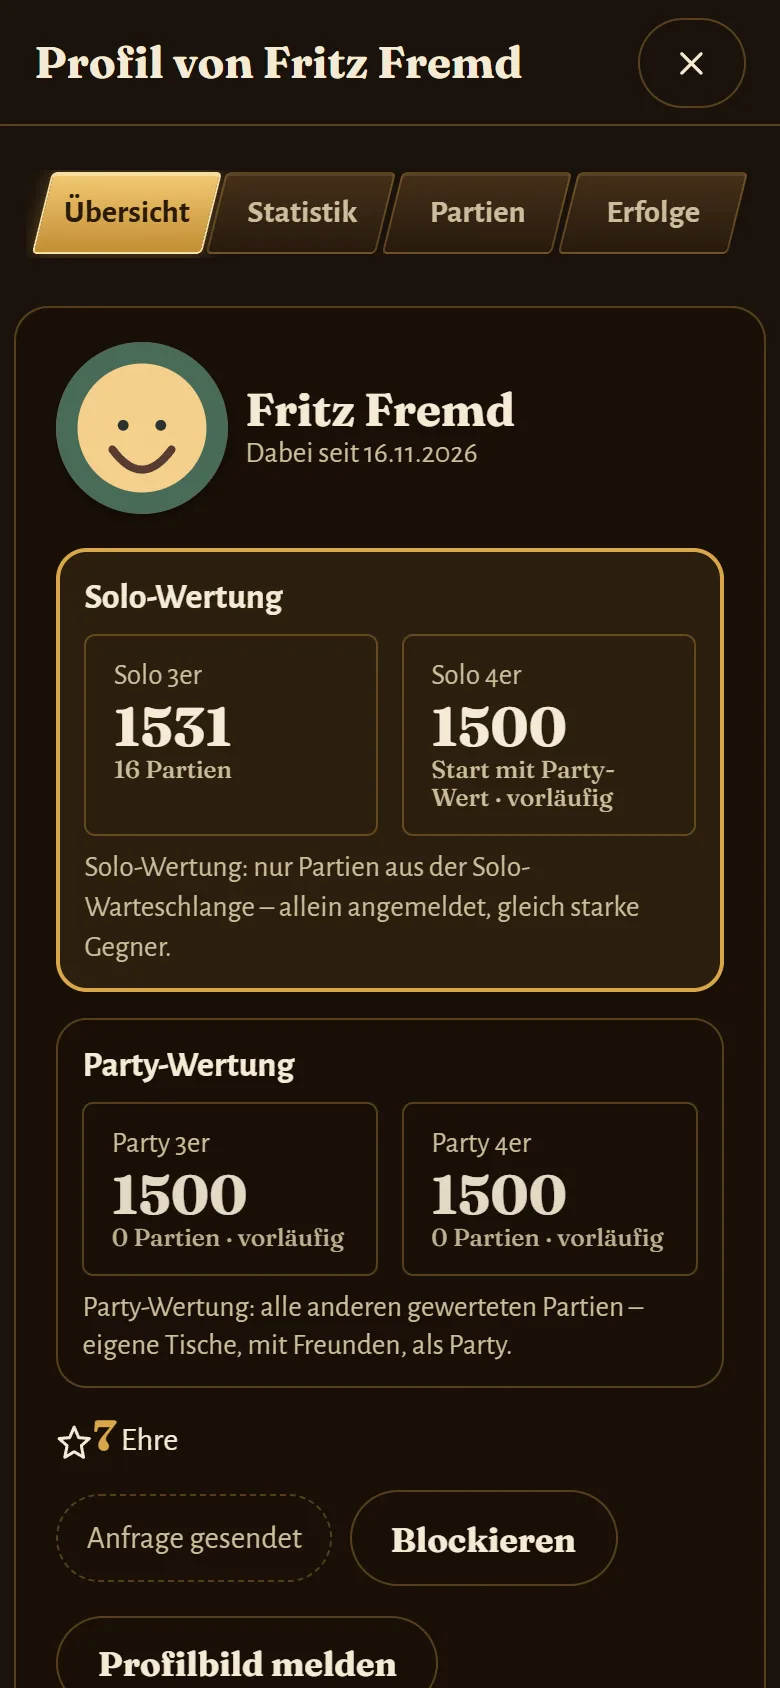 Profil von Fritz Fremd
Übersicht
Statistik
Partien
Erfolge
Fritz Fremd
Dabei seit 16.11.2026
Solo-Wertung
Solo 3er
1531
16 Partien
Solo 4er
1500
Start mit Party-
Wert · vorläufig
Solo-Wertung: nur Partien aus der Solo-
Warteschlange – allein angemeldet, gleich starke
Gegner.
Party-Wertung
Party 3er
1500
0 Partien · vorläufig
Party 4er
1500
0 Partien · vorläufig
Party-Wertung: alle anderen gewerteten Partien –
eigene Tische, mit Freunden, als Party.
7 Ehre
Anfrage gesendet
Blockieren
Profilbild melden